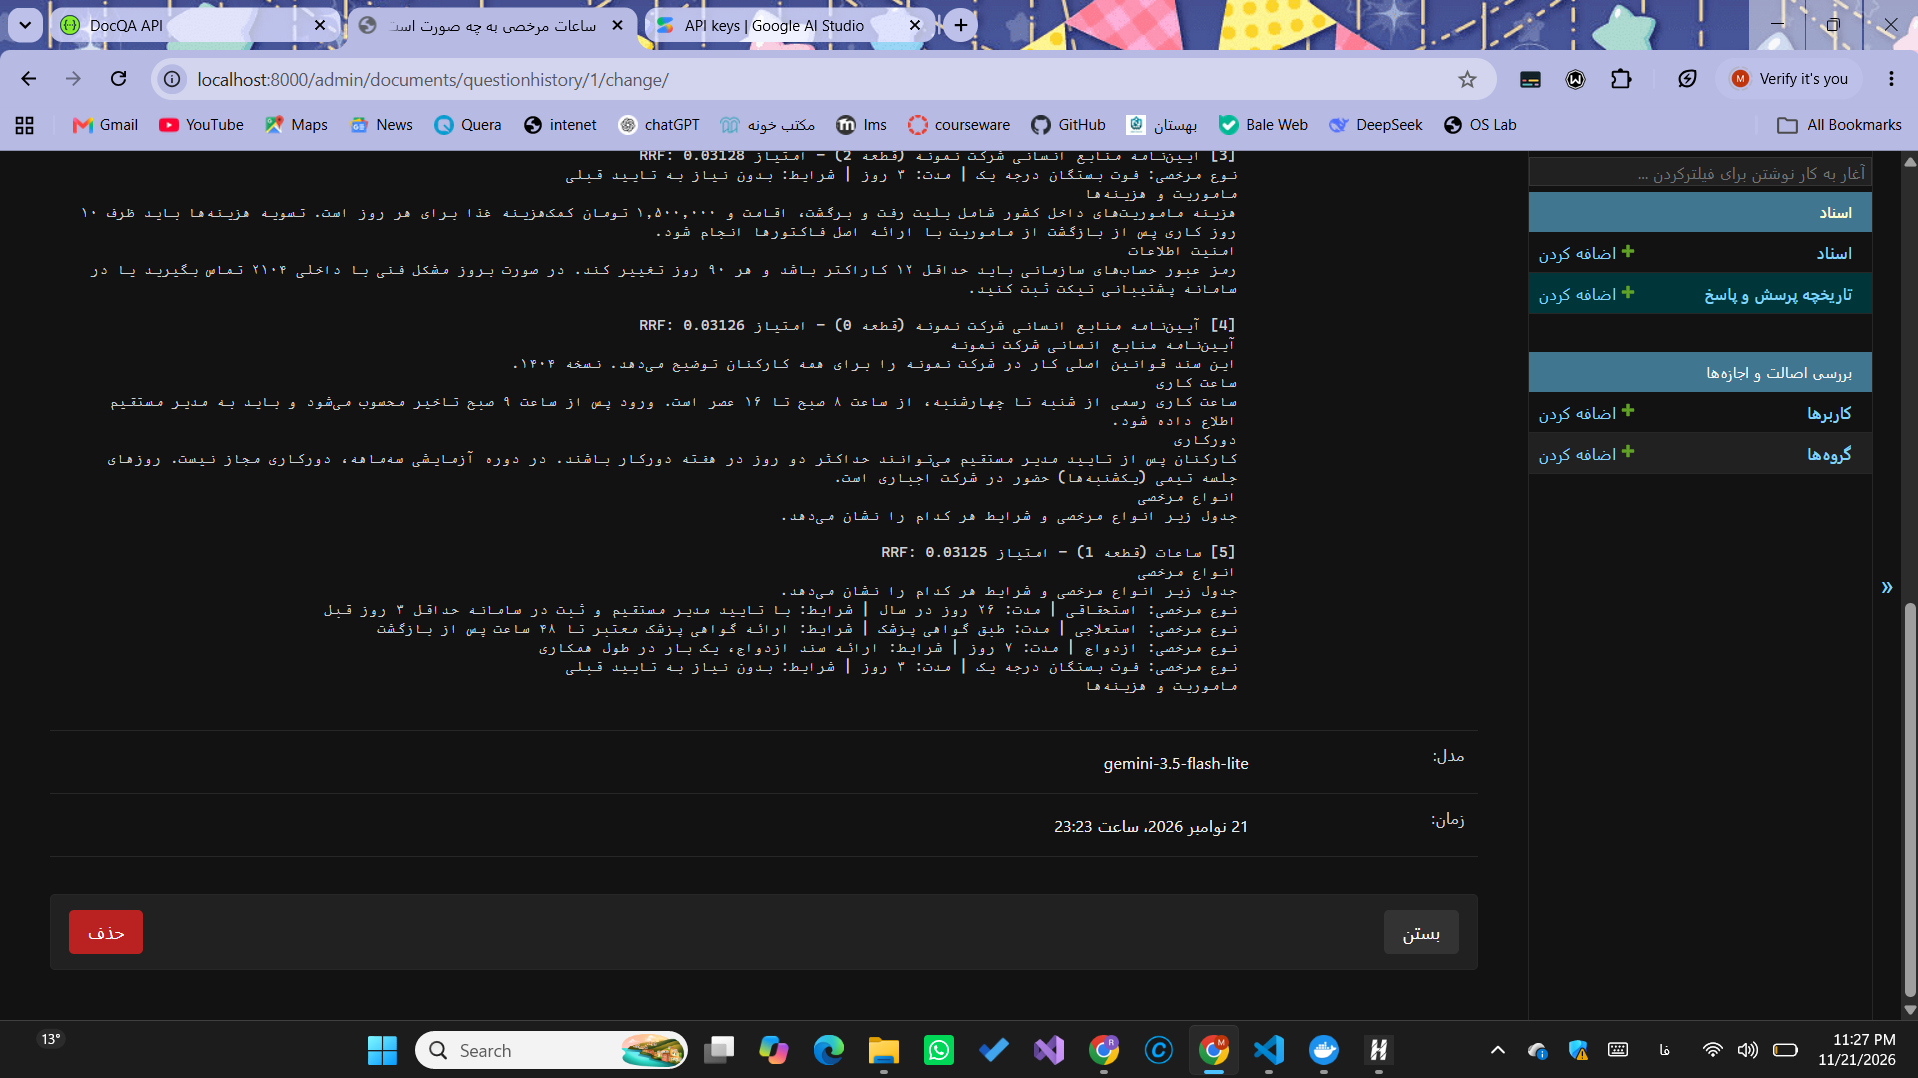 DocQA API
ساعات مرخصی به چه صورت است
API keys | Google AI Studio
localhost:8000/admin/documents/questionhistory/1/change/
Verify it's you
Gmail
YouTube
Maps
News
Quera
intenet
chatGPT
مکتب خونه
lms
courseware
GitHub
بهستان
Bale Web
DeepSeek
OS Lab
All Bookmarks
[3] آیین‌نامه منابع انسانی شرکت نمونه (قطعه 2) — امتیاز RRF: 0.03128
نوع مرخصی: فوت بستگان درجه یک | مدت: ۳ روز | شرایط: بدون نیاز به تایید قبلی
ماموریت و هزینه‌ها
هزینه ماموریت‌های داخل کشور شامل بلیت رفت و برگشت، اقامت و ۱,۵۰۰,۰۰۰ تومان کمک‌هزینه غذا برای هر روز است. تسویه هزینه‌ها باید ظرف ۱۰
روز کاری پس از بازگشت از ماموریت با ارائه اصل فاکتورها انجام شود.
امنیت اطلاعات
رمز عبور حساب‌های سازمانی باید حداقل ۱۲ کاراکتر باشد و هر ۹۰ روز تغییر کند. در صورت بروز مشکل فنی با داخلی ۲۱۰۴ تماس بگیرید یا در
سامانه پشتیبانی تیکت ثبت کنید.
[4] آیین‌نامه منابع انسانی شرکت نمونه (قطعه 0) — امتیاز RRF: 0.03126
آیین‌نامه منابع انسانی شرکت نمونه
این سند قوانین اصلی کار در شرکت نمونه را برای همه کارکنان توضیح می‌دهد. نسخه ۱۴۰۴.
ساعت کاری
ساعت کاری رسمی از شنبه تا چهارشنبه، از ساعت ۸ صبح تا ۱۶ عصر است. ورود پس از ساعت ۹ صبح تاخیر محسوب می‌شود و باید به مدیر مستقیم
اطلاع داده شود.
دورکاری
کارکنان پس از تایید مدیر مستقیم می‌توانند حداکثر دو روز در هفته دورکار باشند. در دوره آزمایشی سه‌ماهه، دورکاری مجاز نیست. روزهای
جلسه تیمی (یکشنبه‌ها) حضور در شرکت اجباری است.
انواع مرخصی
جدول زیر انواع مرخصی و شرایط هر کدام را نشان می‌دهد.
[5] ساعات (قطعه 1) — امتیاز RRF: 0.03125
انواع مرخصی
جدول زیر انواع مرخصی و شرایط هر کدام را نشان می‌دهد.
نوع مرخصی: استحقاقی | مدت: ۲۶ روز در سال | شرایط: با تایید مدیر مستقیم و ثبت در سامانه حداقل ۳ روز قبل
نوع مرخصی: استعلاجی | مدت: طبق گواهی پزشک | شرایط: ارائه گواهی پزشک معتبر تا ۴۸ ساعت پس از بازگشت
نوع مرخصی: ازدواج | مدت: ۷ روز | شرایط: ارائه سند ازدواج، یک بار در طول همکاری
نوع مرخصی: فوت بستگان درجه یک | مدت: ۳ روز | شرایط: بدون نیاز به تایید قبلی
ماموریت و هزینه‌ها
مدل:
gemini-3.5-flash-lite
زمان:
21 نوامبر 2026، ساعت 23:23
بستن
حذف
آغاز به کار نوشتن برای فیلترکردن ...
اسناد
اسناد
اضافه کردن
تاریخچه پرسش و پاسخ
اضافه کردن
بررسی اصالت و اجازه‌ها
کاربرها
اضافه کردن
گروه‌ها
اضافه کردن
»
13°
Search
فا
11:27 PM
11/21/2026